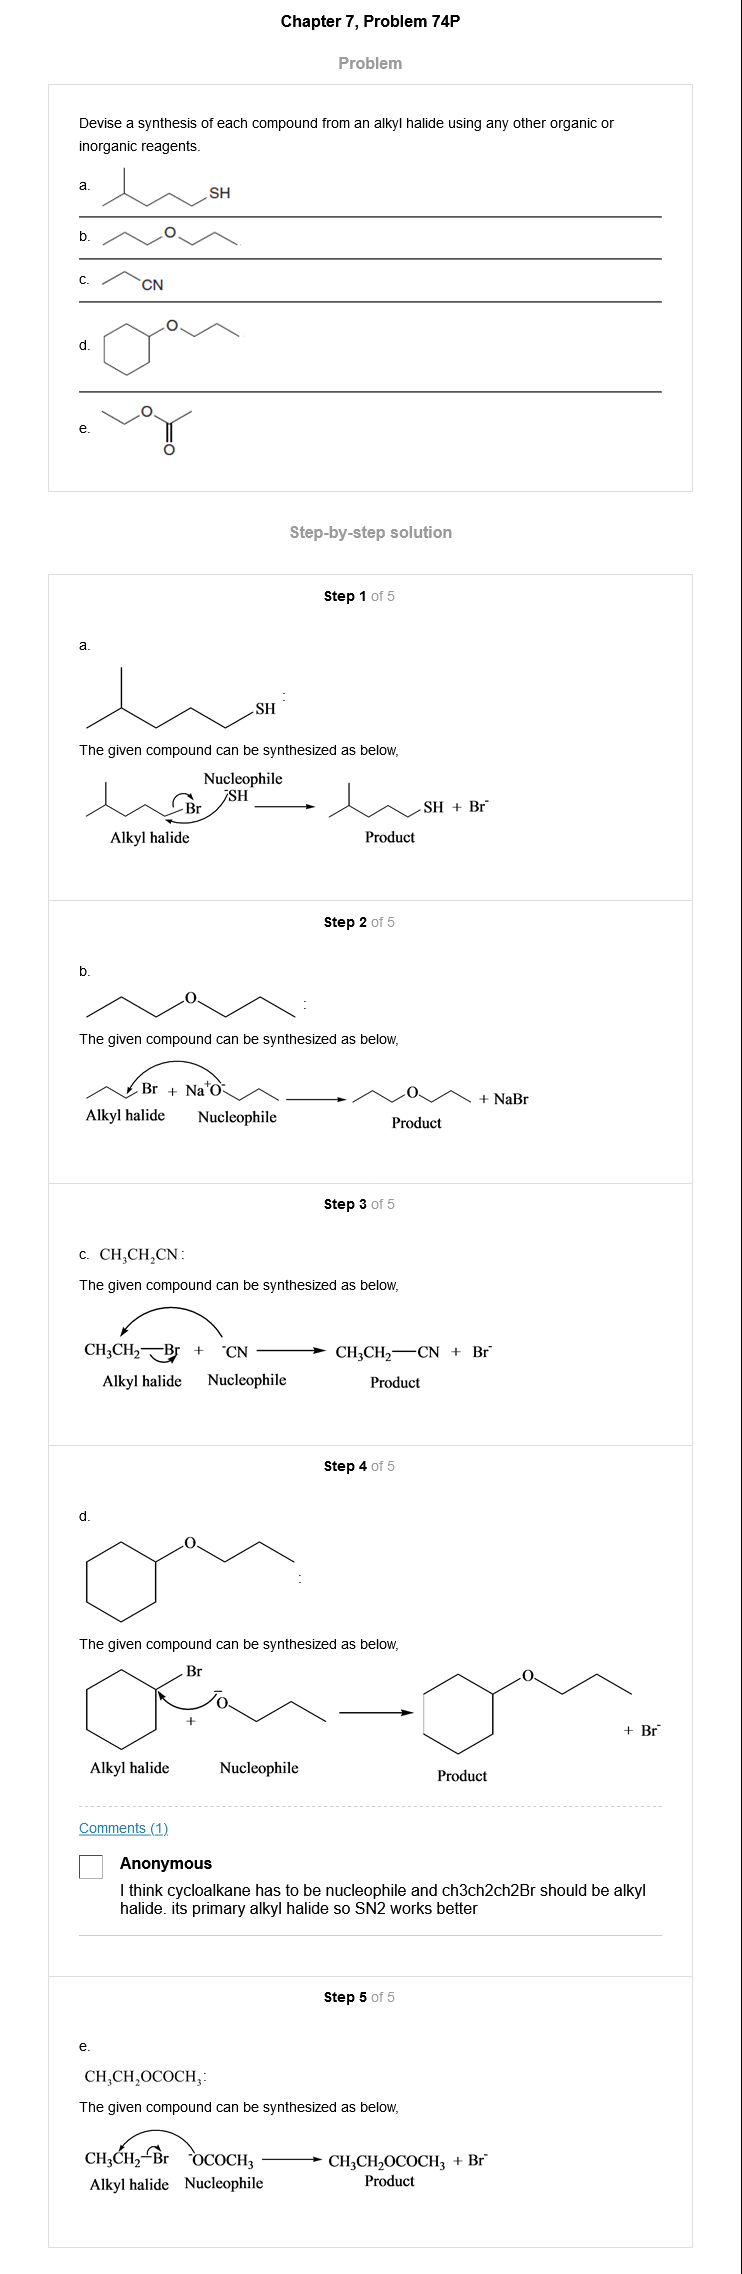 Chapter 7, Problem 74P
Problem
Devise a synthesis of each compound from an alkyl halide using any other organic or
inorganic reagents.
a.
SH
b.
O
c.
CN
d.
O
e.
O
O
Step-by-step solution
Step 1 of 5
a.
SH :
The given compound can be synthesized as below,
Nucleophile
Br ⁻SH SH + Br⁻
Alkyl halide Product
Step 2 of 5
b.
O :
The given compound can be synthesized as below,
Br + Na⁺O⁻ O + NaBr
Alkyl halide Nucleophile Product
Step 3 of 5
c. CH₃CH₂CN :
The given compound can be synthesized as below,
CH₃CH₂—Br + ⁻CN CH₃CH₂—CN + Br⁻
Alkyl halide Nucleophile Product
Step 4 of 5
d.
O
:
The given compound can be synthesized as below,
Br O
O⁻
+ + Br⁻
Alkyl halide Nucleophile Product
Comments (1)
Anonymous
I think cycloalkane has to be nucleophile and ch3ch2ch2Br should be alkyl
halide. its primary alkyl halide so SN2 works better
Step 5 of 5
e.
CH₃CH₂OCOCH₃:
The given compound can be synthesized as below,
CH₃CH₂—Br ⁻OCOCH₃ CH₃CH₂OCOCH₃ + Br⁻
Alkyl halide Nucleophile Product